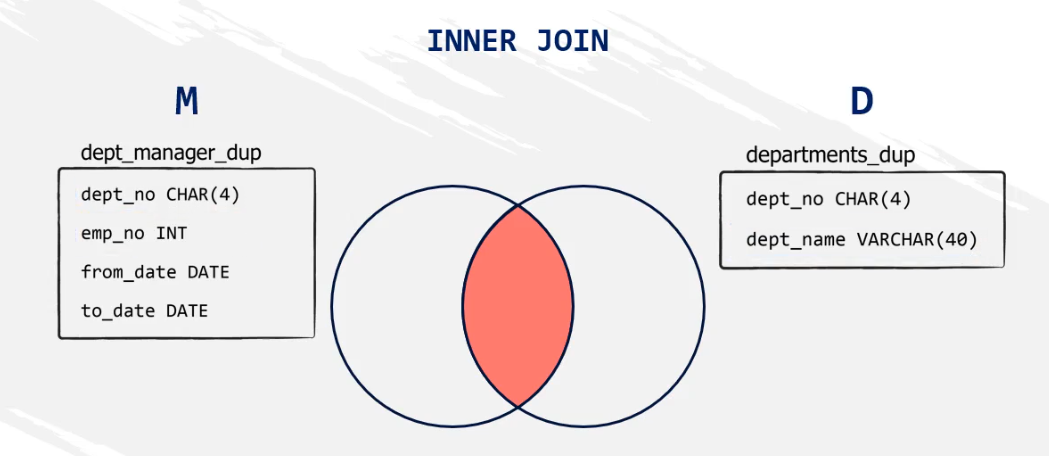 INNER JOIN
M
dept_manager_dup
dept_no CHAR(4)
emp_no INT
from_date DATE
to_date DATE
D
departments_dup
dept_no CHAR(4)
dept_name VARCHAR(40)